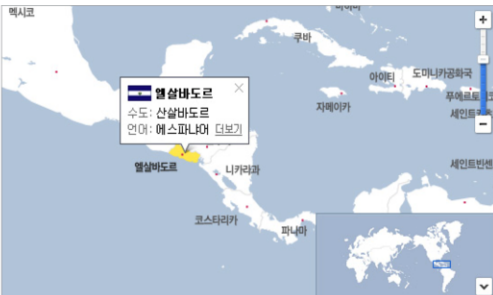 멕시코
쿠바
아이티
도미니카공화국
자메이카
엘살바도르
수도: 산살바도르
언어: 에스파냐어 더보기
엘살바도르
니카라과
세인트빈센
코스타리카
파나마